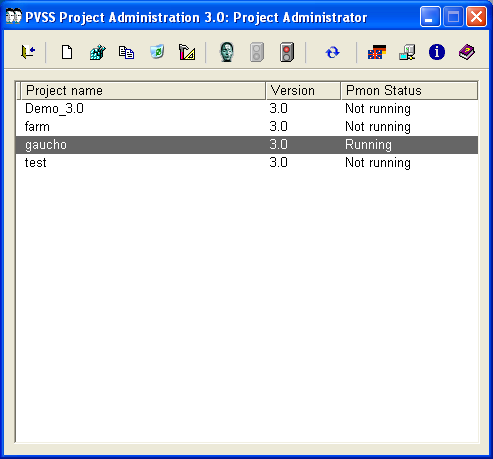 PVSS Project Administration 3.0: Project Administrator
Project name Version Pmon Status
Demo_3.0 3.0 Not running
farm 3.0 Not running
gaucho 3.0 Running
test 3.0 Not running